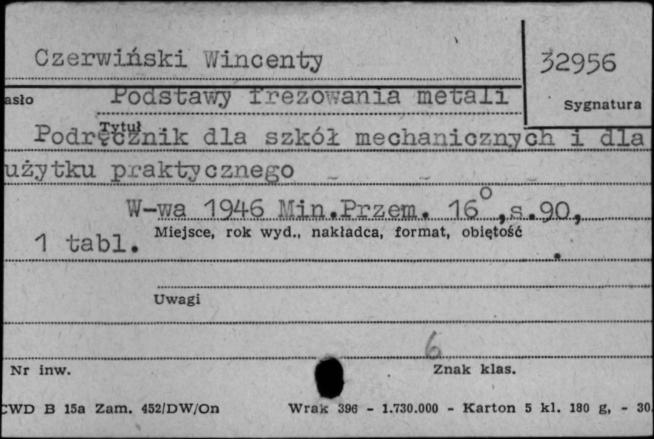 Czerwiński Wincenty
32956
asło
Podstawy frezowania metali
Sygnatura
Tytuł
Podręcznik dla szkół mechanicznych i dla
użytku praktycznego
W-wa 1946 Min.Przem. 16°,s.90,
1 tabl.
Miejsce, rok wyd., nakładca, format, objętość
Uwagi
6
Nr inw.
Znak klas.
CWD B 15a Zam. 452/DW/On
Wrak 396 - 1.730.000 - Karton 5 kl. 180 g, - 30.